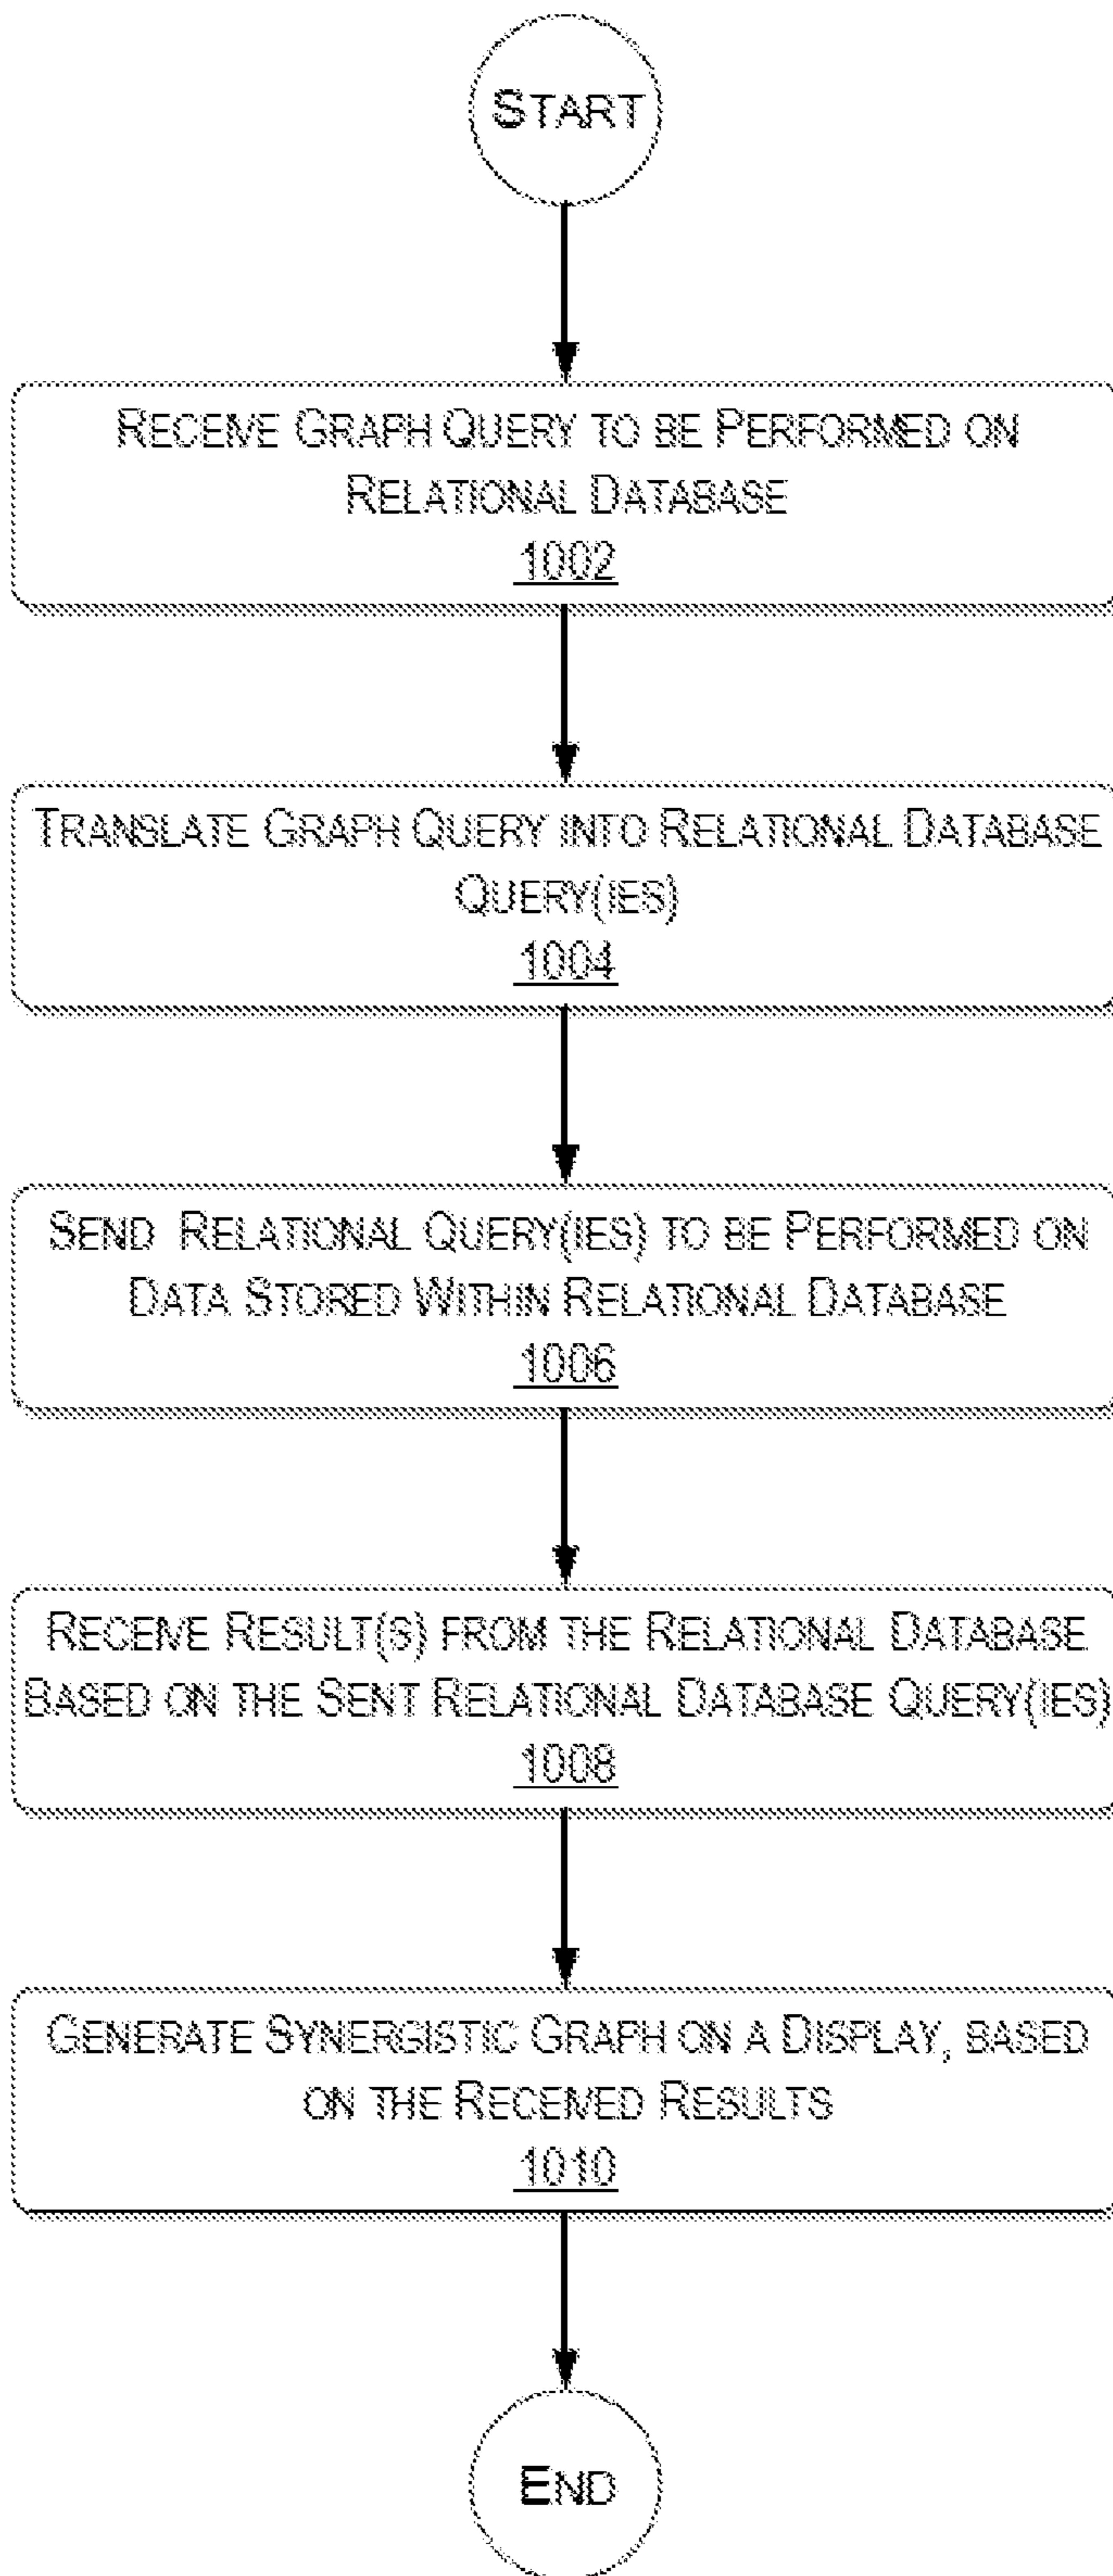 START
RECEIVE GRAPH QUERY TO BE PERFORMED ON
RELATIONAL DATABASE
1002
TRANSLATE GRAPH QUERY INTO RELATIONAL DATABASE
QUERY(IES)
1004
SEND RELATIONAL QUERY(IES) TO BE PERFORMED ON
DATA STORED WITHIN RELATIONAL DATABASE
1006
RECEIVE RESULT(S) FROM THE RELATIONAL DATABASE
BASED ON THE SENT RELATIONAL DATABASE QUERY(IES)
1008
GENERATE SYNERGISTIC GRAPH ON A DISPLAY, BASED
ON THE RECEIVED RESULTS
1010
END